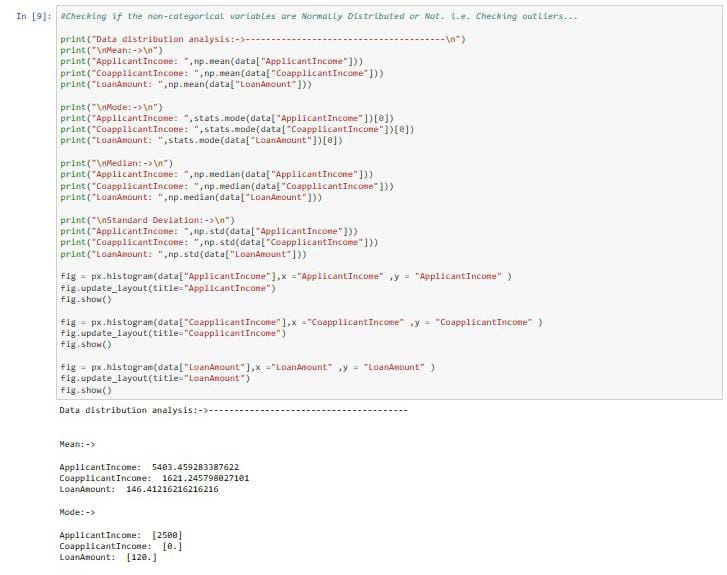 In [9]: #Checking if the non-categorical variables are Normally Distributed or Not. i.e. Checking outliers...
print("Data distribution analysis:->----------------------------------------\n")
print("\nMean:->\n")
print("ApplicantIncome: ",np.mean(data["ApplicantIncome"]))
print("CoapplicantIncome: ",np.mean(data["CoapplicantIncome"]))
print("LoanAmount: ",np.mean(data["LoanAmount"]))
print("\nMode:->\n")
print("ApplicantIncome: ",stats.mode(data["ApplicantIncome"])[0])
print("CoapplicantIncome: ",stats.mode(data["CoapplicantIncome"])[0])
print("LoanAmount: ",stats.mode(data["LoanAmount"])[0])
print("\nMedian:->\n")
print("ApplicantIncome: ",np.median(data["ApplicantIncome"]))
print("CoapplicantIncome: ",np.median(data["CoapplicantIncome"]))
print("LoanAmount: ",np.median(data["LoanAmount"]))
print("\nStandard Deviation:->\n")
print("ApplicantIncome: ",np.std(data["ApplicantIncome"]))
print("CoapplicantIncome: ",np.std(data["CoapplicantIncome"]))
print("LoanAmount: ",np.std(data["LoanAmount"]))
fig = px.histogram(data["ApplicantIncome"],x ="ApplicantIncome" ,y = "ApplicantIncome" )
fig.update_layout(title="ApplicantIncome")
fig.show()
fig = px.histogram(data["CoapplicantIncome"],x ="CoapplicantIncome" ,y = "CoapplicantIncome" )
fig.update_layout(title="CoapplicantIncome")
fig.show()
fig = px.histogram(data["LoanAmount"],x ="LoanAmount" ,y = "LoanAmount" )
fig.update_layout(title="LoanAmount")
fig.show()
Data distribution analysis:->----------------------------------------
Mean:->
ApplicantIncome:  5403.459283387622
CoapplicantIncome:  1621.245798027101
LoanAmount:  146.41216216216216
Mode:->
ApplicantIncome:  [2500]
CoapplicantIncome:  [0.]
LoanAmount:  [120.]